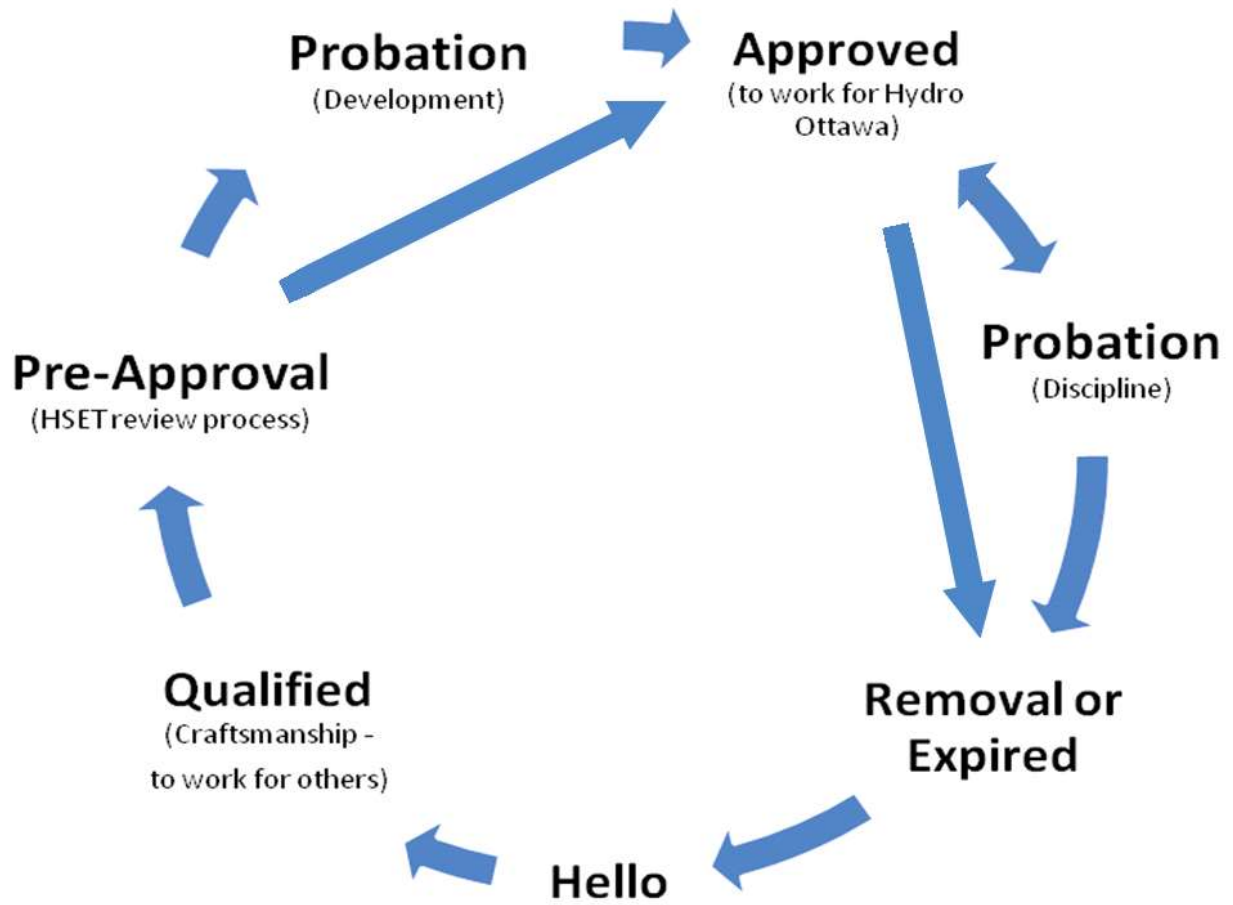 Probation
(Development)
Approved
(to work for Hydro
Ottawa)
Probation
(Discipline)
Pre-Approval
(HSET review process)
Qualified
(Craftsmanship -
to work for others)
Removal or
Expired
Hello